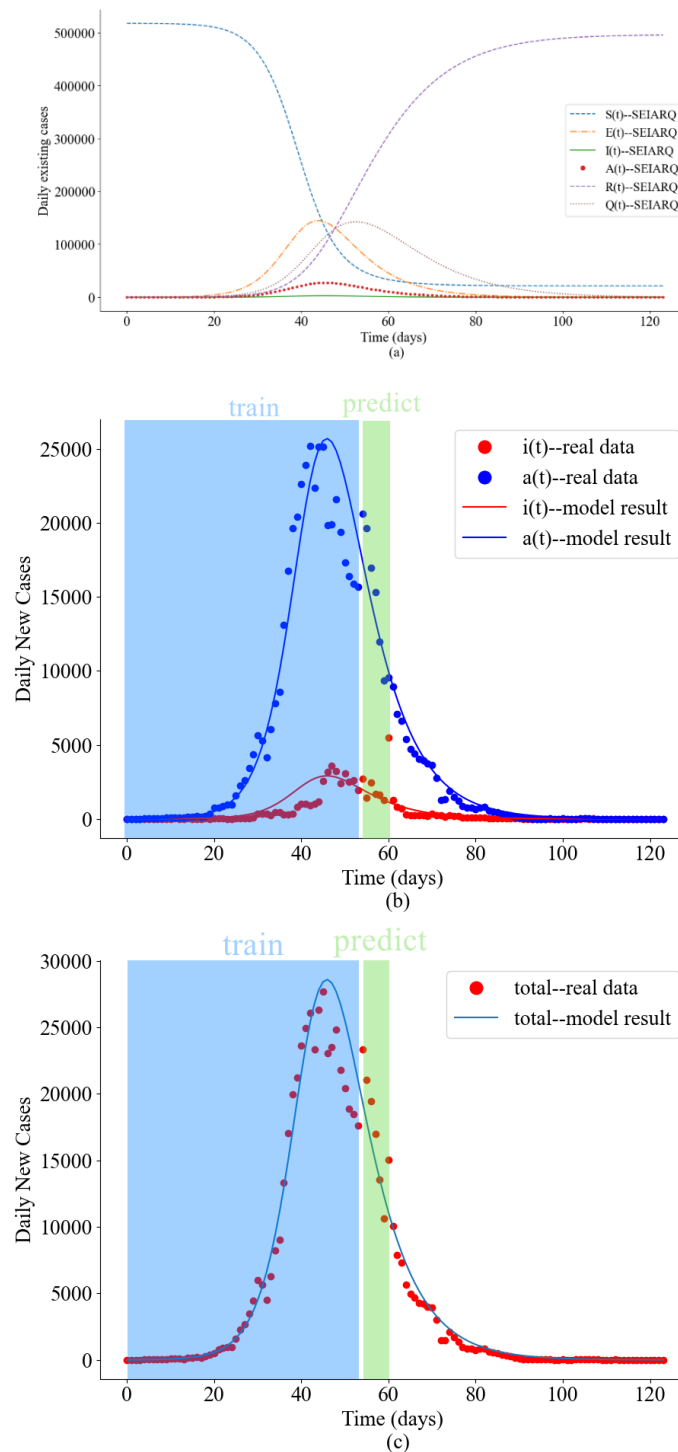 500000
400000
300000
200000
100000
0
Daily existing cases
S(t)--SEIARQ
E(t)--SEIARQ
I(t)--SEIARQ
A(t)--SEIARQ
R(t)--SEIARQ
Q(t)--SEIARQ
0 20 40 60 80 100 120
Time (days)
(a)
train predict
25000
20000
15000
10000
5000
0
Daily New Cases
i(t)--real data
a(t)--real data
i(t)--model result
a(t)--model result
0 20 40 60 80 100 120
Time (days)
(b)
train predict
30000
25000
20000
15000
10000
5000
0
Daily New Cases
total--real data
total--model result
0 20 40 60 80 100 120
Time (days)
(c)